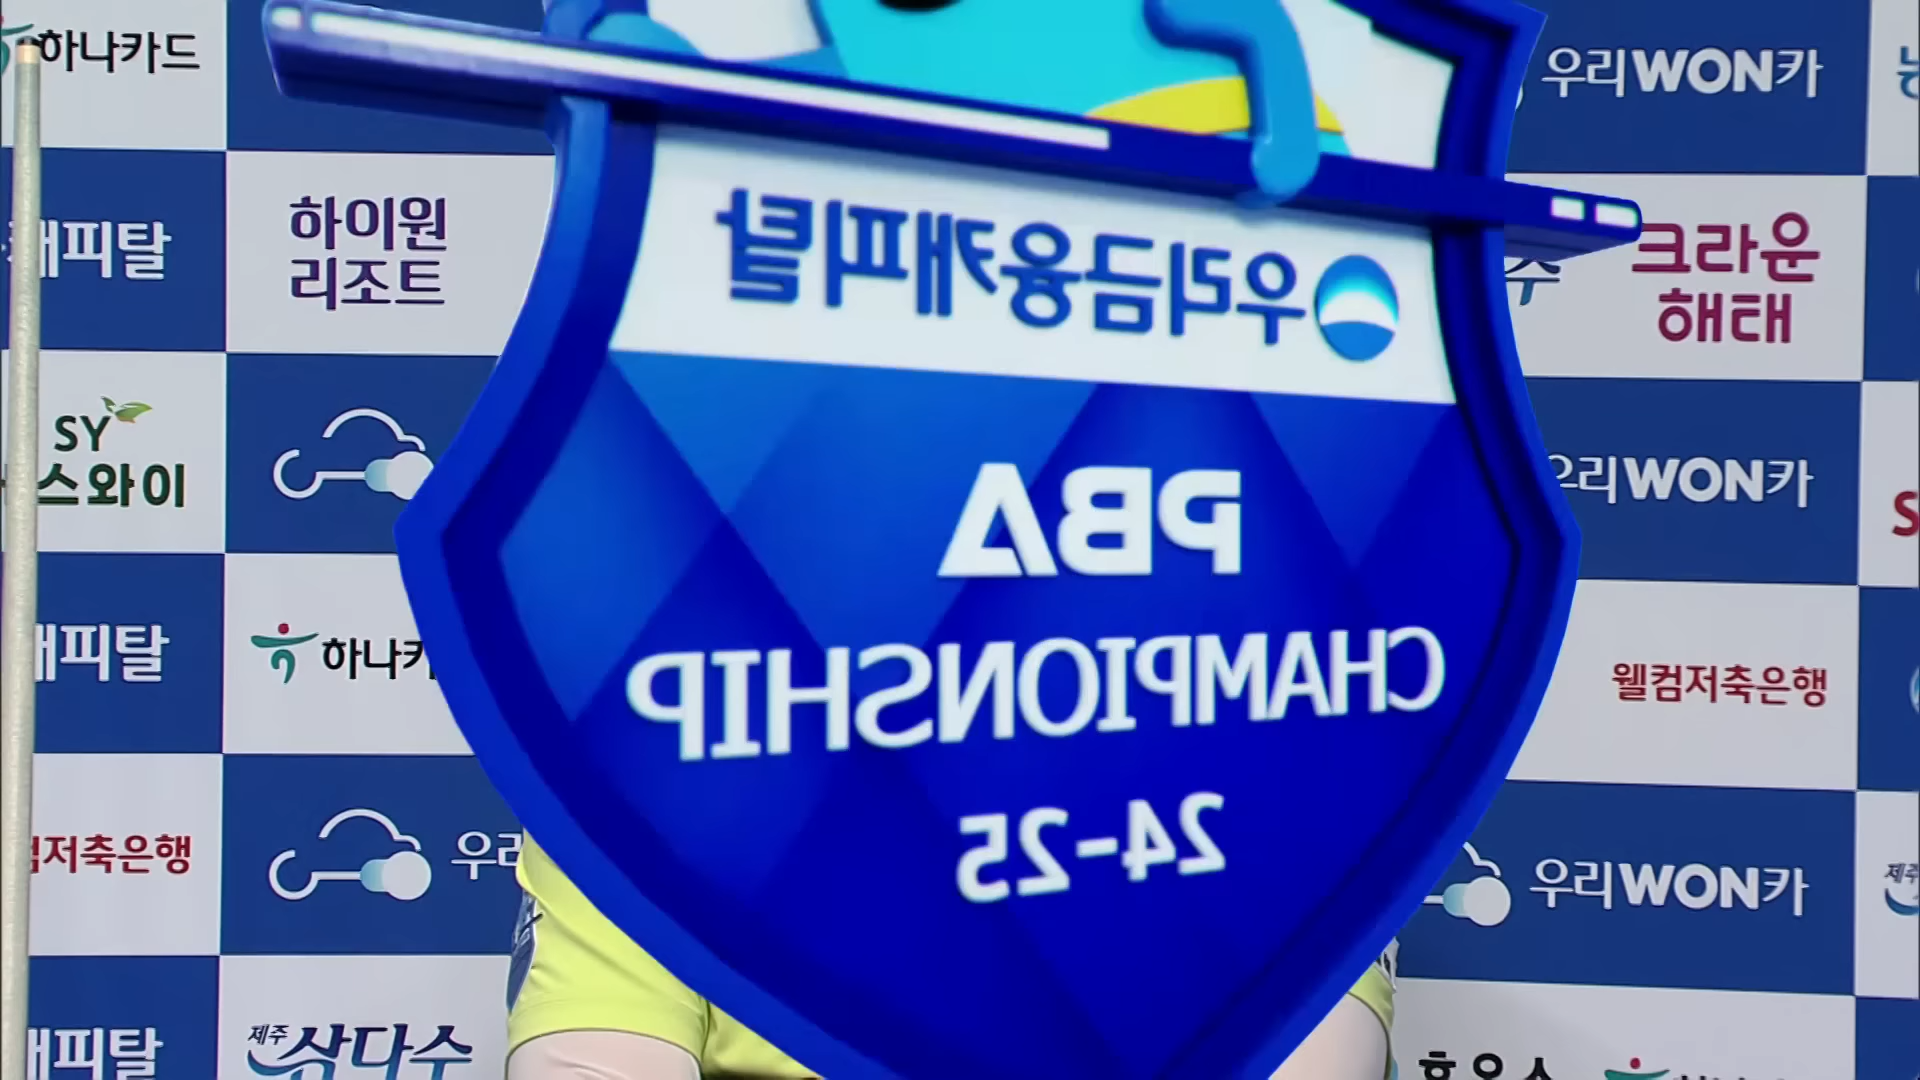 하나카드
우리WON카
캐피탈
하이원
리조트
크라운
해태
SY
스와이
우리WON카
우리금융캐피탈
PBA
CHAMPIONSHIP
24-25
피탈
하나카
웰컴저축은행
컴저축은행
우리
우리WON카
피탈
제주
삼다수